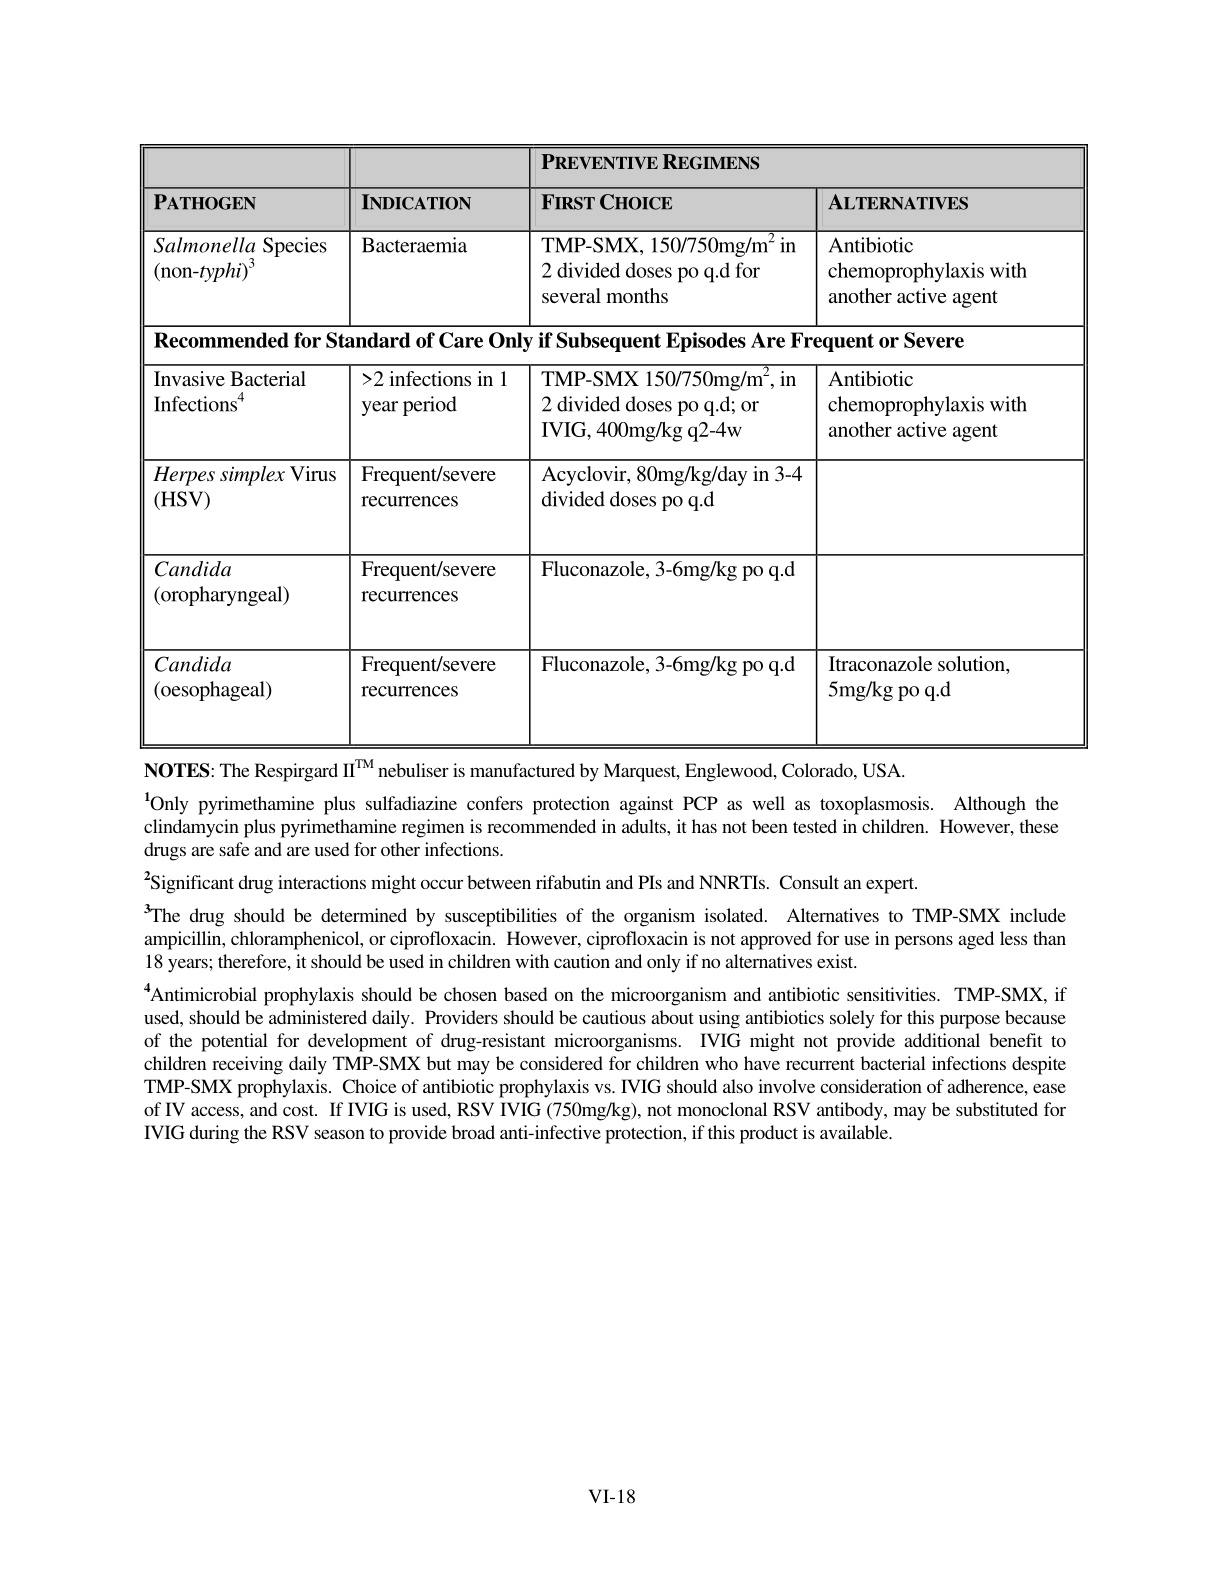 PREVENTIVE REGIMENS
PATHOGEN INDICATION FIRST CHOICE ALTERNATIVES
Salmonella Species Bacteraemia TMP-SMX, 150/750mg/m² in Antibiotic
(non-typhi)³ 2 divided doses po q.d for chemoprophylaxis with
several months another active agent
Recommended for Standard of Care Only if Subsequent Episodes Are Frequent or Severe
Invasive Bacterial >2 infections in 1 TMP-SMX 150/750mg/m², in Antibiotic
Infections⁴ year period 2 divided doses po q.d; or chemoprophylaxis with
IVIG, 400mg/kg q2-4w another active agent
Herpes simplex Virus Frequent/severe Acyclovir, 80mg/kg/day in 3-4
(HSV) recurrences divided doses po q.d
Candida Frequent/severe Fluconazole, 3-6mg/kg po q.d
(oropharyngeal) recurrences
Candida Frequent/severe Fluconazole, 3-6mg/kg po q.d Itraconazole solution,
(oesophageal) recurrences 5mg/kg po q.d
NOTES: The Respirgard II™ nebuliser is manufactured by Marquest, Englewood, Colorado, USA.
¹Only pyrimethamine plus sulfadiazine confers protection against PCP as well as toxoplasmosis. Although the
clindamycin plus pyrimethamine regimen is recommended in adults, it has not been tested in children. However, these
drugs are safe and are used for other infections.
²Significant drug interactions might occur between rifabutin and PIs and NNRTIs. Consult an expert.
³The drug should be determined by susceptibilities of the organism isolated. Alternatives to TMP-SMX include
ampicillin, chloramphenicol, or ciprofloxacin. However, ciprofloxacin is not approved for use in persons aged less than
18 years; therefore, it should be used in children with caution and only if no alternatives exist.
⁴Antimicrobial prophylaxis should be chosen based on the microorganism and antibiotic sensitivities. TMP-SMX, if
used, should be administered daily. Providers should be cautious about using antibiotics solely for this purpose because
of the potential for development of drug-resistant microorganisms. IVIG might not provide additional benefit to
children receiving daily TMP-SMX but may be considered for children who have recurrent bacterial infections despite
TMP-SMX prophylaxis. Choice of antibiotic prophylaxis vs. IVIG should also involve consideration of adherence, ease
of IV access, and cost. If IVIG is used, RSV IVIG (750mg/kg), not monoclonal RSV antibody, may be substituted for
IVIG during the RSV season to provide broad anti-infective protection, if this product is available.
VI-18